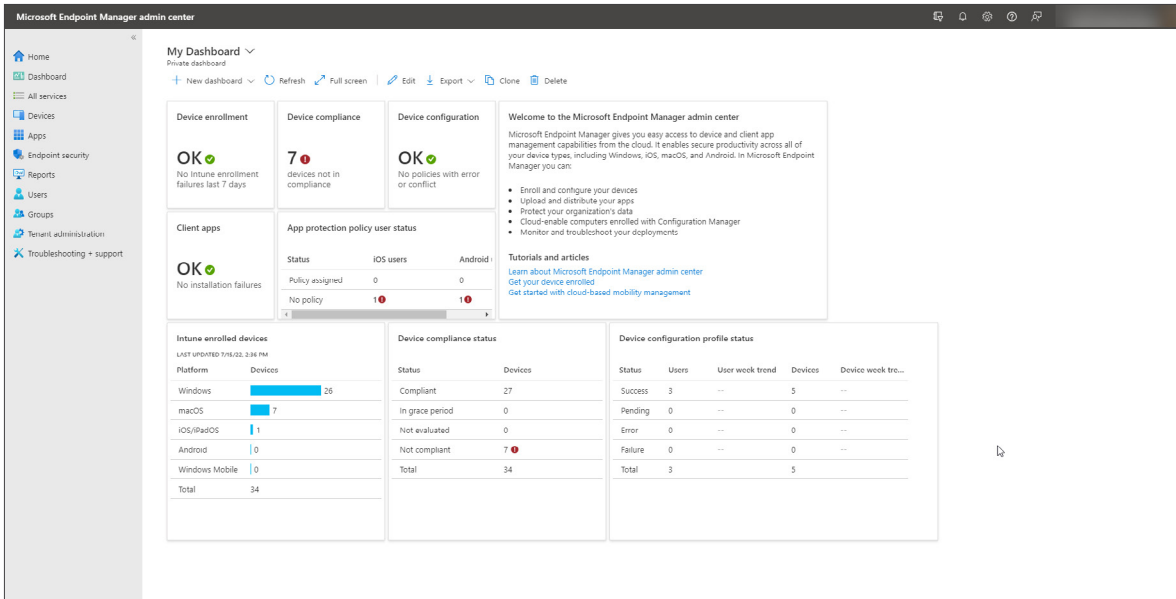 Microsoft Endpoint Manager admin center
«
Home
Dashboard
All services
Devices
Apps
Endpoint security
Reports
Users
Groups
Tenant administration
Troubleshooting + support
My Dashboard
Private dashboard
New dashboard Refresh Full screen Edit Export Clone Delete
Device enrollment
OK
No Intune enrollment
failures last 7 days
Device compliance
7
devices not in
compliance
Device configuration
OK
No policies with error
or conflict
Welcome to the Microsoft Endpoint Manager admin center
Microsoft Endpoint Manager gives you easy access to device and client app
management capabilities from the cloud. It enables secure productivity across all of
your device types, including Windows, iOS, macOS, and Android. In Microsoft Endpoint
Manager you can:
• Enroll and configure your devices
• Upload and distribute your apps
• Protect your organization's data
• Cloud-enable computers enrolled with Configuration Manager
• Monitor and troubleshoot your deployments
Tutorials and articles
Learn about Microsoft Endpoint Manager admin center
Get your device enrolled
Get started with cloud-based mobility management
Client apps
OK
No installation failures
App protection policy user status
Status iOS users Android
Policy assigned 0 0
No policy 1 1
Intune enrolled devices
LAST UPDATED 7/15/22, 2:36 PM
Platform Devices
Windows 26
macOS 7
iOS/iPadOS 1
Android 0
Windows Mobile 0
Total 34
Device compliance status
Status Devices
Compliant 27
In grace period 0
Not evaluated 0
Not compliant 7
Total 34
Device configuration profile status
Status Users User week trend Devices Device week tre...
Success 3 -- 5 --
Pending 0 -- 0 --
Error 0 -- 0 --
Failure 0 -- 0 --
Total 3 5